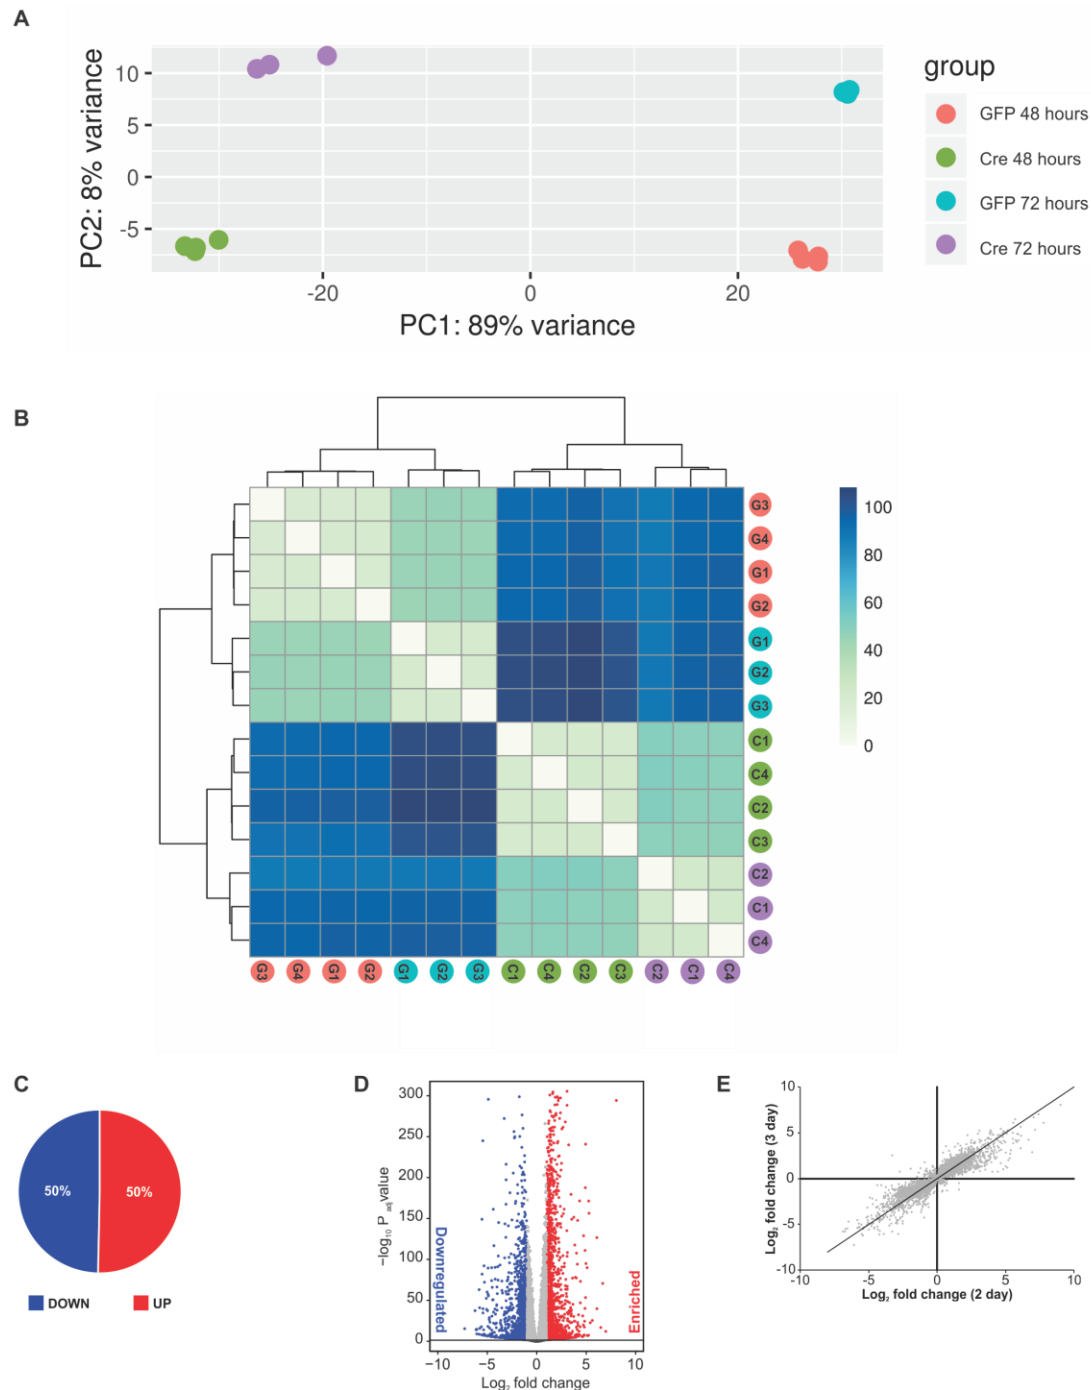 A
PC2: 8% variance
10
5
0
-5
-20
0
20
PC1: 89% variance
group
GFP 48 hours
Cre 48 hours
GFP 72 hours
Cre 72 hours
B
G3
G4
G1
G2
G1
G2
G3
C1
C4
C2
C3
C2
C1
C4
100
80
60
40
20
0
G3 G4 G1 G2 G1 G2 G3 C1 C4 C2 C3 C2 C1 C4
C
50%
50%
DOWN
UP
D
−log₁₀ P adj value
300
250
200
150
100
50
0
Downregulated
Enriched
−10 −5 0 5 10
Log₂ fold change
E
Log₂ fold change (3 day)
10
5
0
-5
-10
-10 -5 0 5 10
Log₂ fold change (2 day)